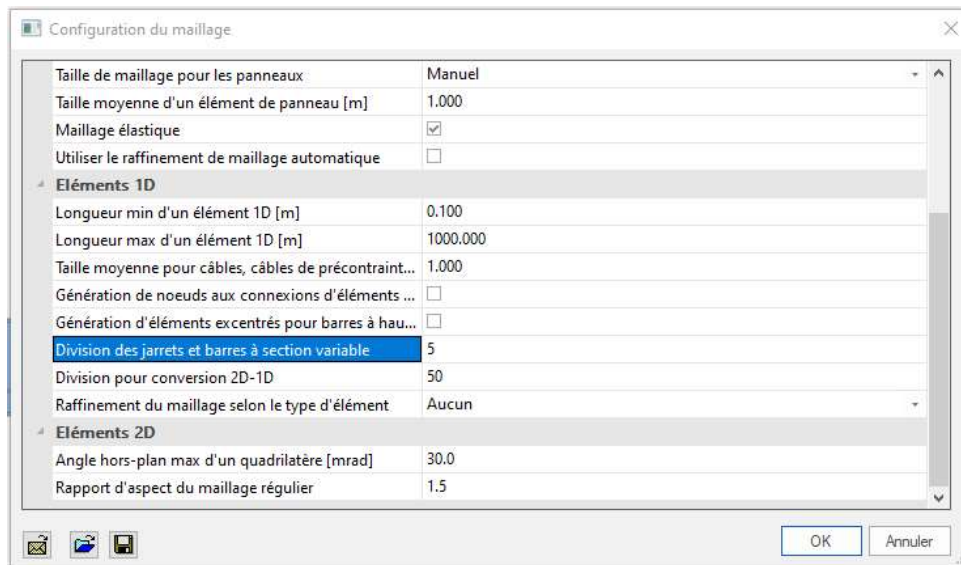 Configuration du maillage
Taille de maillage pour les panneaux Manuel
Taille moyenne d'un élément de panneau [m] 1.000
Maillage élastique
Utiliser le raffinement de maillage automatique
Eléments 1D
Longueur min d'un élément 1D [m] 0.100
Longueur max d'un élément 1D [m] 1000.000
Taille moyenne pour câbles, câbles de précontraint... 1.000
Génération de noeuds aux connexions d'éléments ...
Génération d'éléments excentrés pour barres à hau...
Division des jarrets et barres à section variable 5
Division pour conversion 2D-1D 50
Raffinement du maillage selon le type d'élément Aucun
Eléments 2D
Angle hors-plan max d'un quadrilatère [mrad] 30.0
Rapport d'aspect du maillage régulier 1.5
OK Annuler